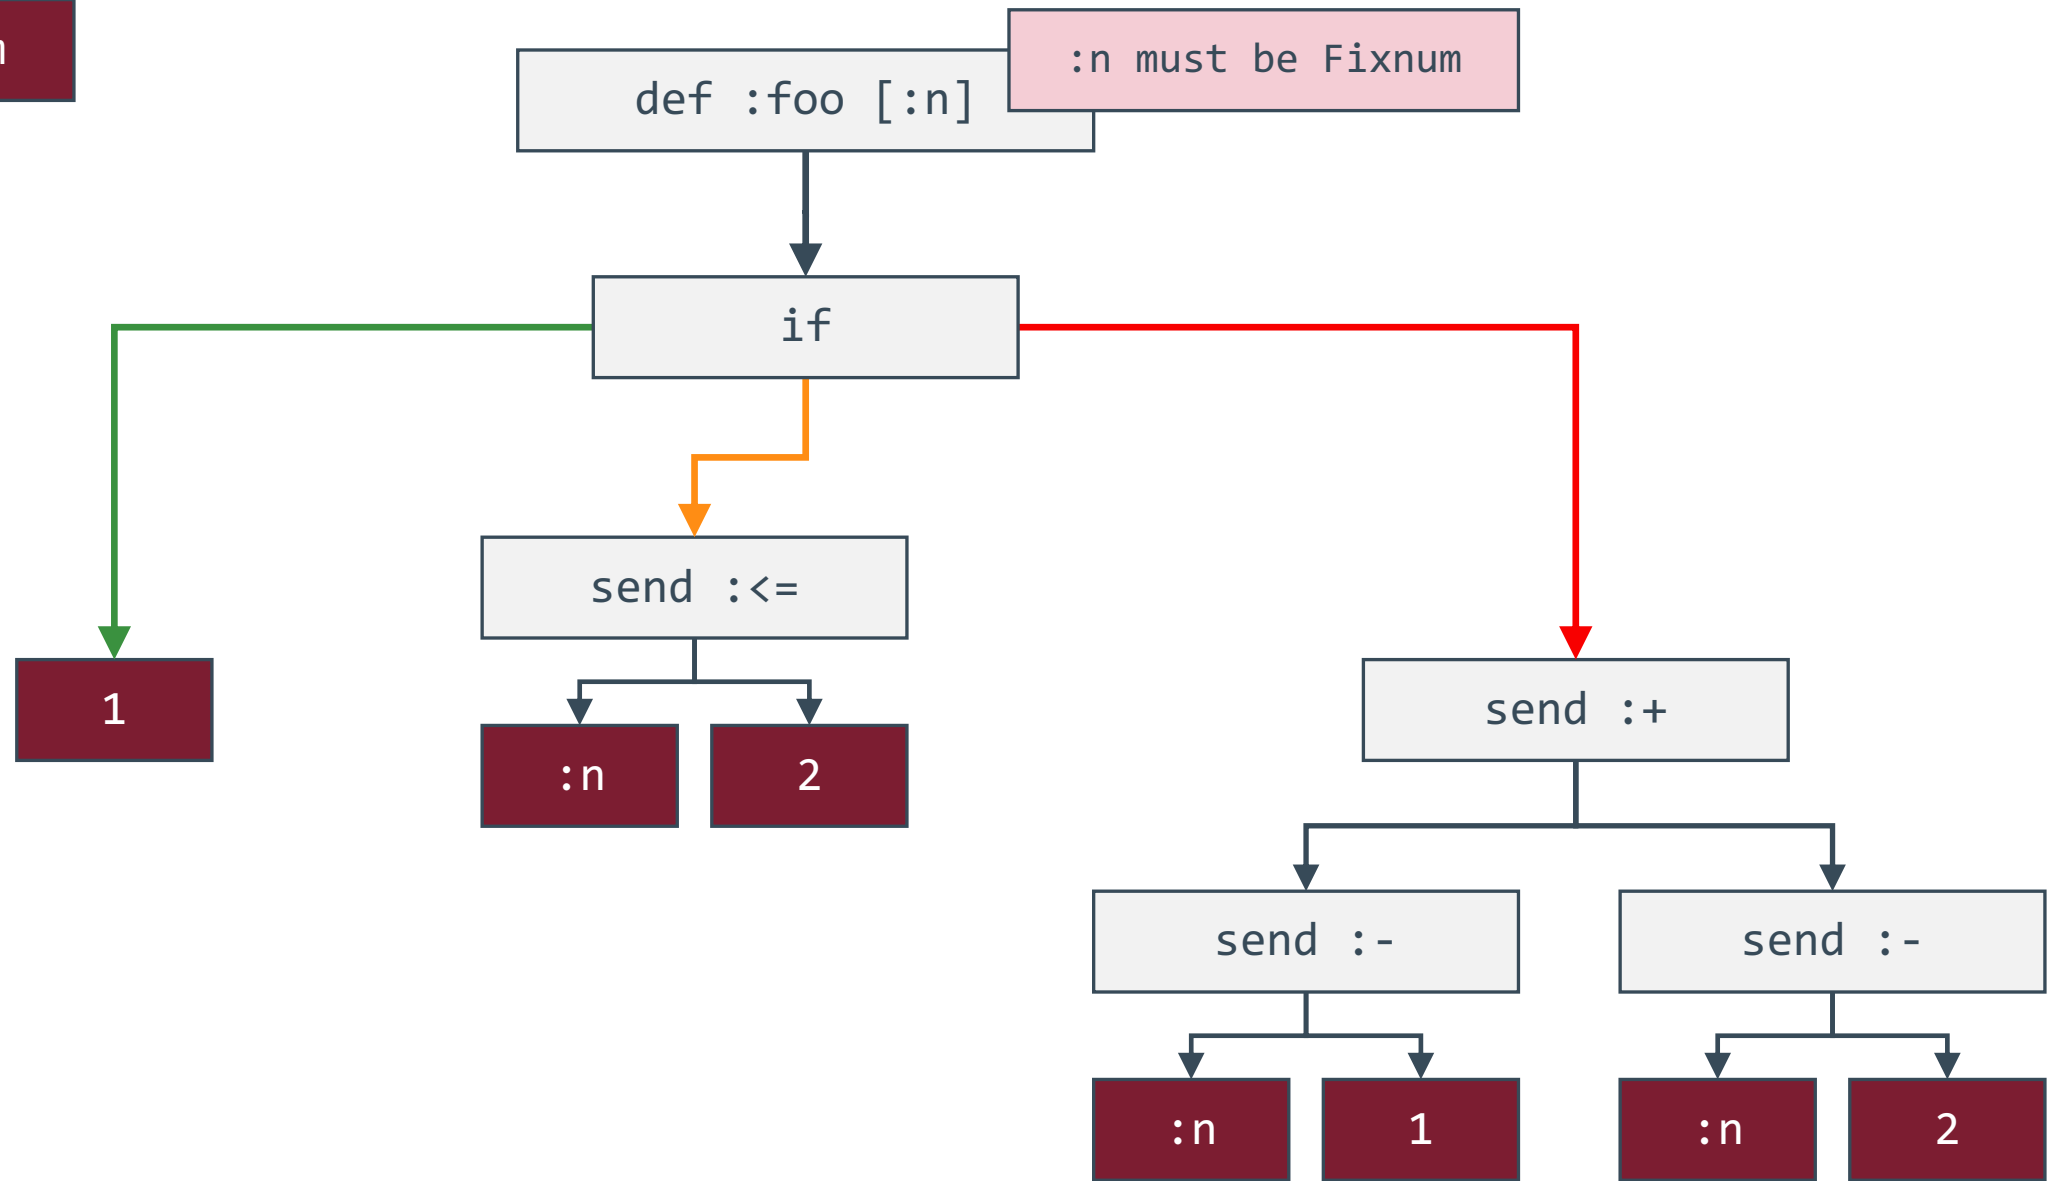 :n must be Fixnum
def :foo [:n]
if
send :<=
1
send :+
:n
2
send :-
send :-
:n
1
:n
2